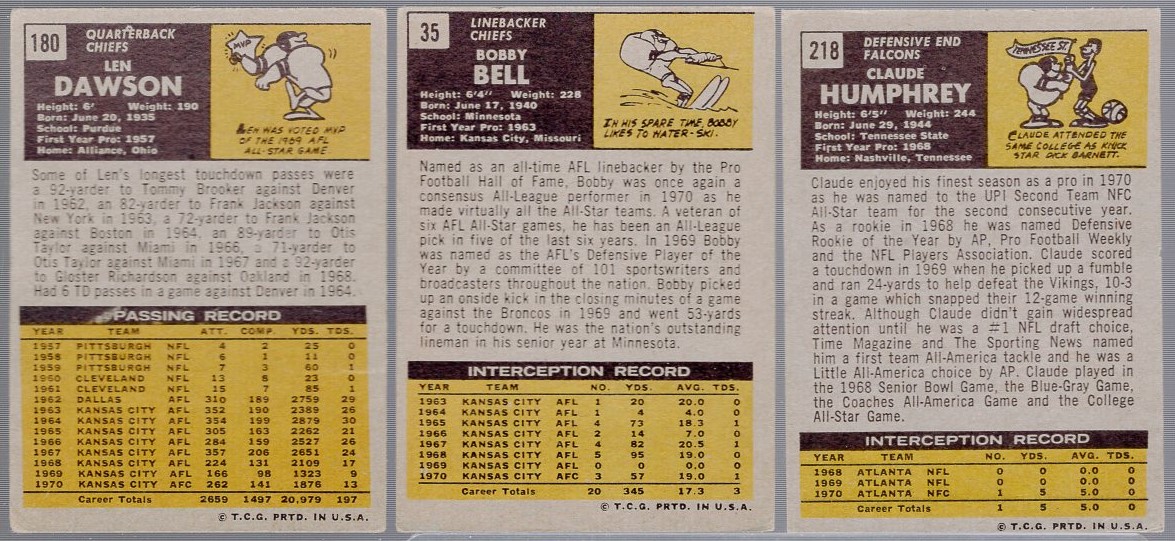 180
QUARTERBACK
CHIEFS
LEN
DAWSON
Height: 6' Weight: 190
Born: June 20, 1935
School: Purdue
First Year Pro: 1957
Home: Alliance, Ohio
MVP
LEN WAS VOTED MVP
OF THE 1969 AFL
ALL-STAR GAME.
Some of Len's longest touchdown passes were
a 92-yarder to Tommy Brooker against Denver
in 1962, an 82-yarder to Frank Jackson against
New York in 1963, a 72-yarder to Frank Jackson
against Boston in 1964, an 89-yarder to Otis
Taylor against Miami in 1966, a 71-yarder to
Otis Taylor against Miami in 1967 and a 92-yarder
to Gloster Richardson against Oakland in 1968.
Had 6 TD passes in a game against Denver in 1964.
PASSING RECORD
YEAR TEAM ATT. COMP. YDS. TDS.
1957 PITTSBURGH NFL 4 2 25 0
1958 PITTSBURGH NFL 6 1 11 0
1959 PITTSBURGH NFL 7 3 60 1
1960 CLEVELAND NFL 13 8 23 0
1961 CLEVELAND NFL 15 7 85 1
1962 DALLAS AFL 310 189 2759 29
1963 KANSAS CITY AFL 352 190 2389 26
1964 KANSAS CITY AFL 354 199 2879 30
1965 KANSAS CITY AFL 305 163 2262 21
1966 KANSAS CITY AFL 284 159 2527 26
1967 KANSAS CITY AFL 357 206 2651 24
1968 KANSAS CITY AFL 224 131 2109 17
1969 KANSAS CITY AFL 166 98 1323 9
1970 KANSAS CITY AFC 262 141 1876 13
Career Totals 2659 1497 20,979 197
© T.C.G. PRTD. IN U.S.A.
35
LINEBACKER
CHIEFS
BOBBY
BELL
Height: 6'4" Weight: 228
Born: June 17, 1940
School: Minnesota
First Year Pro: 1963
Home: Kansas City, Missouri
IN HIS SPARE TIME, BOBBY
LIKES TO WATER-SKI.
Named as an all-time AFL linebacker by the Pro
Football Hall of Fame, Bobby was once again a
consensus All-League performer in 1970 as he
made virtually all the All-Star teams. A veteran of
six AFL All-Star games, he has been an All-League
pick in five of the last six years. In 1969 Bobby
was named as the AFL's Defensive Player of the
Year by a committee of 101 sportswriters and
broadcasters throughout the nation. Bobby picked
up an onside kick in the closing minutes of a game
against the Broncos in 1969 and went 53-yards
for a touchdown. He was the nation's outstanding
lineman in his senior year at Minnesota.
INTERCEPTION RECORD
YEAR TEAM NO. YDS. AVG. TDS.
1963 KANSAS CITY AFL 1 20 20.0 0
1964 KANSAS CITY AFL 1 4 4.0 0
1965 KANSAS CITY AFL 4 73 18.3 1
1966 KANSAS CITY AFL 2 14 7.0 0
1967 KANSAS CITY AFL 4 82 20.5 1
1968 KANSAS CITY AFL 5 95 19.0 0
1969 KANSAS CITY AFL 0 0 0.0 0
1970 KANSAS CITY AFC 3 57 19.0 1
Career Totals 20 345 17.3 3
© T.C.G. PRTD. IN U.S.A.
218
DEFENSIVE END
FALCONS
CLAUDE
HUMPHREY
Height: 6'5" Weight: 244
Born: June 29, 1944
School: Tennessee State
First Year Pro: 1968
Home: Nashville, Tennessee
TENNESSEE ST.
CLAUDE ATTENDED THE
SAME COLLEGE AS KNICK
STAR DICK BARNETT.
Claude enjoyed his finest season as a pro in 1970
as he was named to the UPI Second Team NFC
All-Star team for the second consecutive year.
As a rookie in 1968 he was named Defensive
Rookie of the Year by AP, Pro Football Weekly
and the NFL Players Association. Claude scored
a touchdown in 1969 when he picked up a fumble
and ran 24-yards to help defeat the Vikings, 10-3
in a game which snapped their 12-game winning
streak. Although Claude didn't gain widespread
attention until he was a #1 NFL draft choice,
Time Magazine and The Sporting News named
him a first team All-America tackle and he was a
Little All-America choice by AP. Claude played in
the 1968 Senior Bowl Game, the Blue-Gray Game,
the Coaches All-America Game and the College
All-Star Game.
INTERCEPTION RECORD
YEAR TEAM NO. YDS. AVG. TDS.
1968 ATLANTA NFL 0 0 0.0 0
1969 ATLANTA NFL 0 0 0.0 0
1970 ATLANTA NFC 1 5 5.0 0
Career Totals 1 5 5.0 0
© T.C.G. PRTD. IN U.S.A.